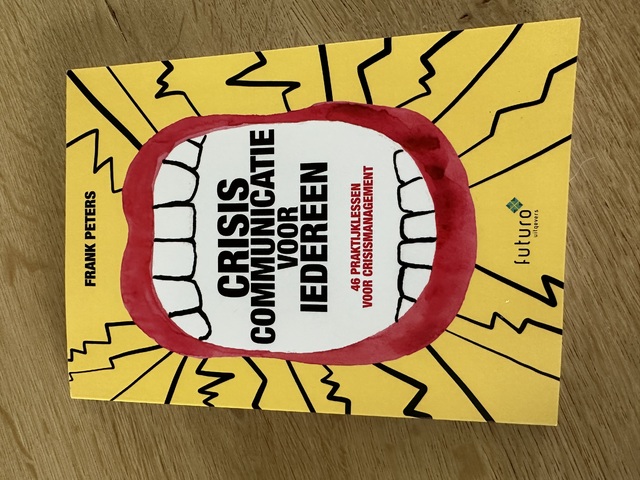 FRANK PETERS
CRISIS
COMMUNICATIE
VOOR
IEDEREEN
46 PRAKTIJKLESSEN
VOOR CRISISMANAGEMENT
futuro
uitgevers